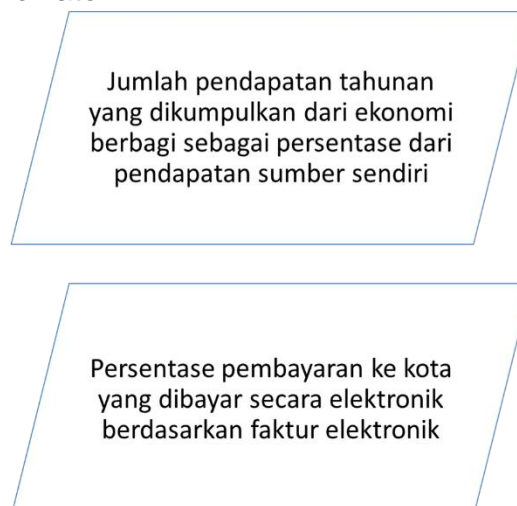 Jumlah pendapatan tahunan
yang dikumpulkan dari ekonomi
berbagi sebagai persentase dari
pendapatan sumber sendiri
Persentase pembayaran ke kota
yang dibayar secara elektronik
berdasarkan faktur elektronik